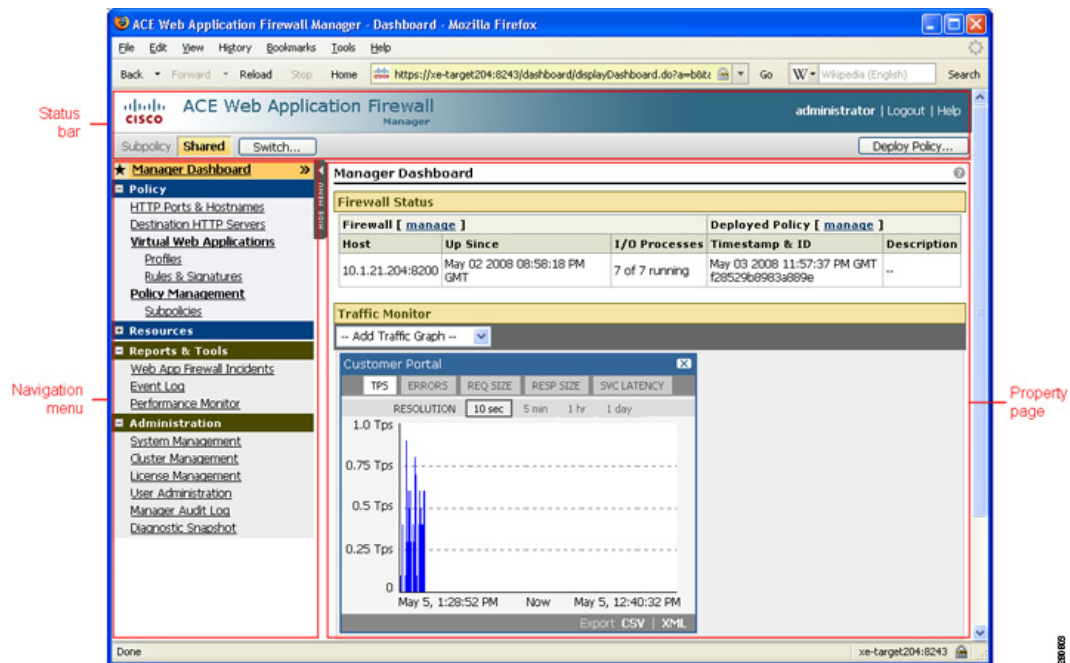 ACE Web Application Firewall Manager - Dashboard - Mozilla Firefox
File Edit View History Bookmarks Tools Help
Back Forward Reload Stop Home https://xe-target204:8243/dashboard/displayDashboard.do?a=b8&ta Go W Wikipedia (English) Search
Status bar
CISCO ACE Web Application Firewall Manager
administrator | Logout | Help
Subpolicy Shared Switch... Deploy Policy...
Manager Dashboard »
HIDE MENU
Policy
HTTP Ports & Hostnames
Destination HTTP Servers
Virtual Web Applications
Profiles
Rules & Signatures
Policy Management
Subpolicies
Resources
Reports & Tools
Web App Firewall Incidents
Event Log
Performance Monitor
Administration
System Management
Cluster Management
License Management
User Administration
Manager Audit Log
Diagnostic Snapshot
Navigation menu
Manager Dashboard
Firewall Status
Firewall [ manage ] Deployed Policy [ manage ]
Host Up Since I/O Processes Timestamp & ID Description
10.1.21.204:8200 May 02 2008 08:58:18 PM GMT 7 of 7 running May 03 2008 11:57:37 PM GMT f28529b8983a889e --
Traffic Monitor
-- Add Traffic Graph --
Customer Portal
TPS ERRORS REQ SIZE RESP SIZE SVC LATENCY
RESOLUTION 10 sec 5 min 1 hr 1 day
1.0 Tps
0.75 Tps
0.5 Tps
0.25 Tps
0
May 5, 1:28:52 PM Now May 5, 12:40:32 PM
Export CSV | XML
Property page
Done xe-target204:8243